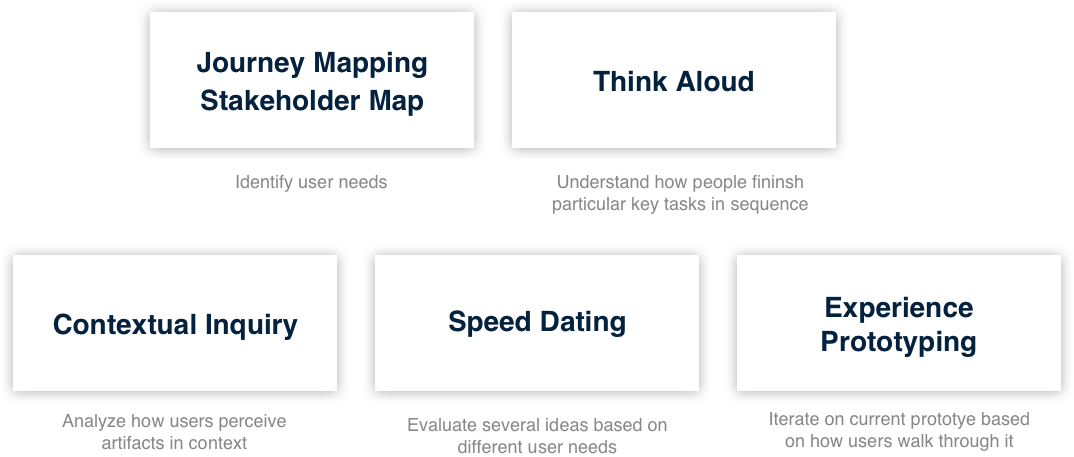 Journey Mapping
Stakeholder Map
Identify user needs
Think Aloud
Understand how people fininsh
particular key tasks in sequence
Contextual Inquiry
Analyze how users perceive
artifacts in context
Speed Dating
Evaluate several ideas based on
different user needs
Experience
Prototyping
Iterate on current prototye based
on how users walk through it